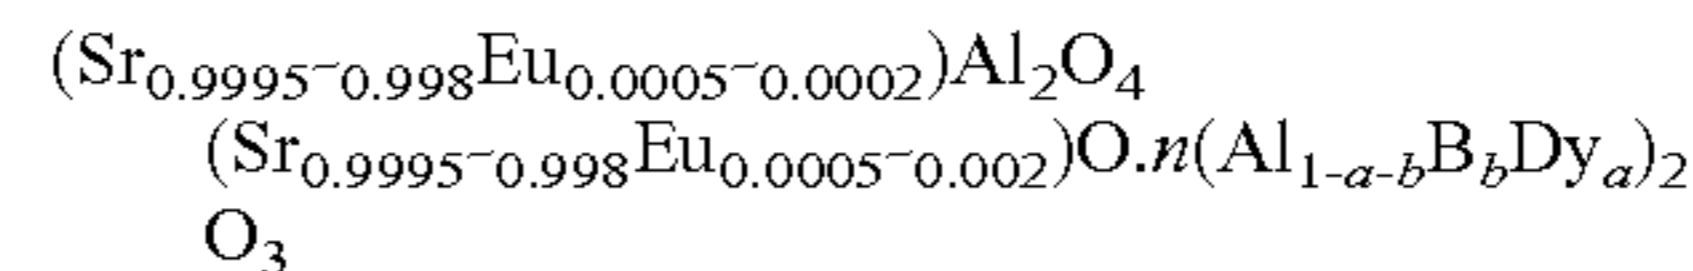 (Sr₀.₉₉₉₅-₀.₉₉₈Eu₀.₀₀₀₅-₀.₀₀₀₂)Al₂O₄
(Sr₀.₉₉₉₅-₀.₉₉₈Eu₀.₀₀₀₅-₀.₀₀₂)O.n(Al₁-a-bBbDya)₂
O₃